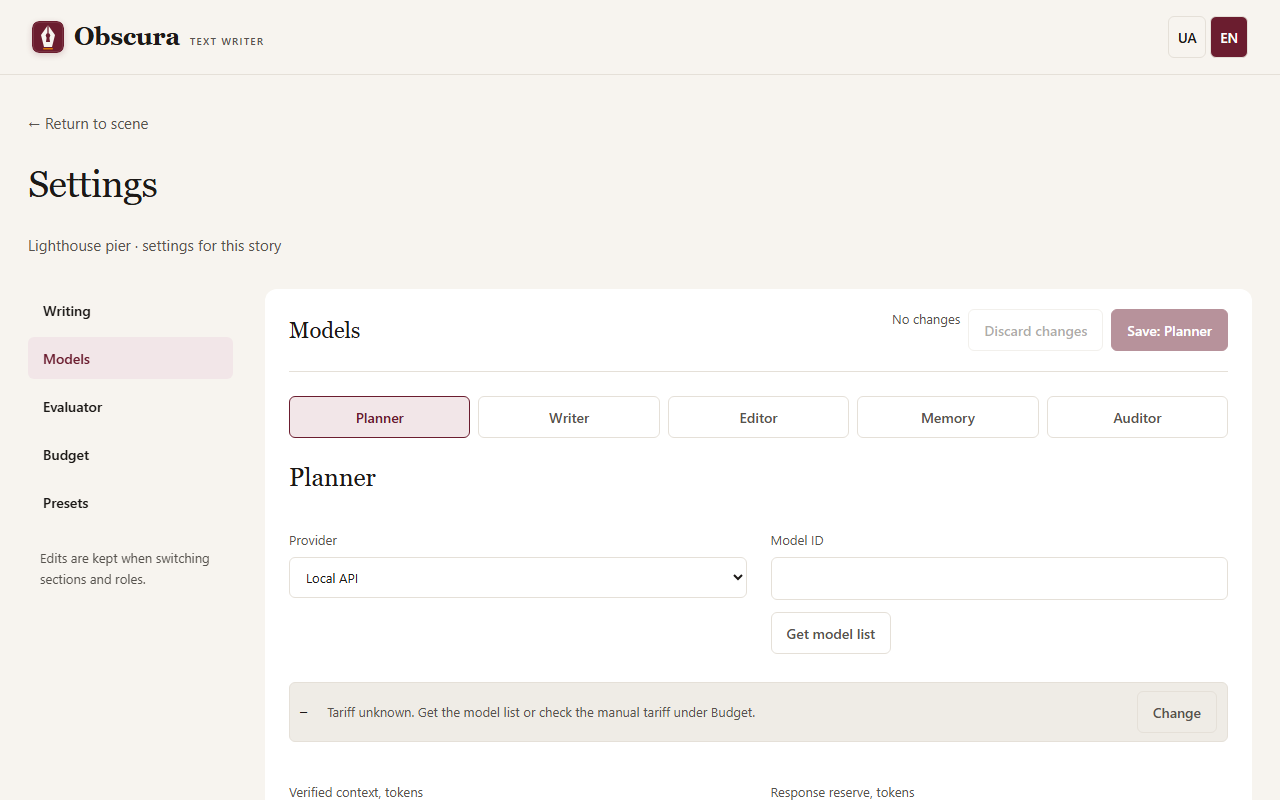 Obscura TEXT WRITER
UA
EN
← Return to scene
Settings
Lighthouse pier · settings for this story
Writing
Models
Evaluator
Budget
Presets
Edits are kept when switching
sections and roles.
Models
No changes
Discard changes
Save: Planner
Planner
Writer
Editor
Memory
Auditor
Planner
Provider
Local API
Model ID
Get model list
– Tariff unknown. Get the model list or check the manual tariff under Budget.
Change
Verified context, tokens
Response reserve, tokens